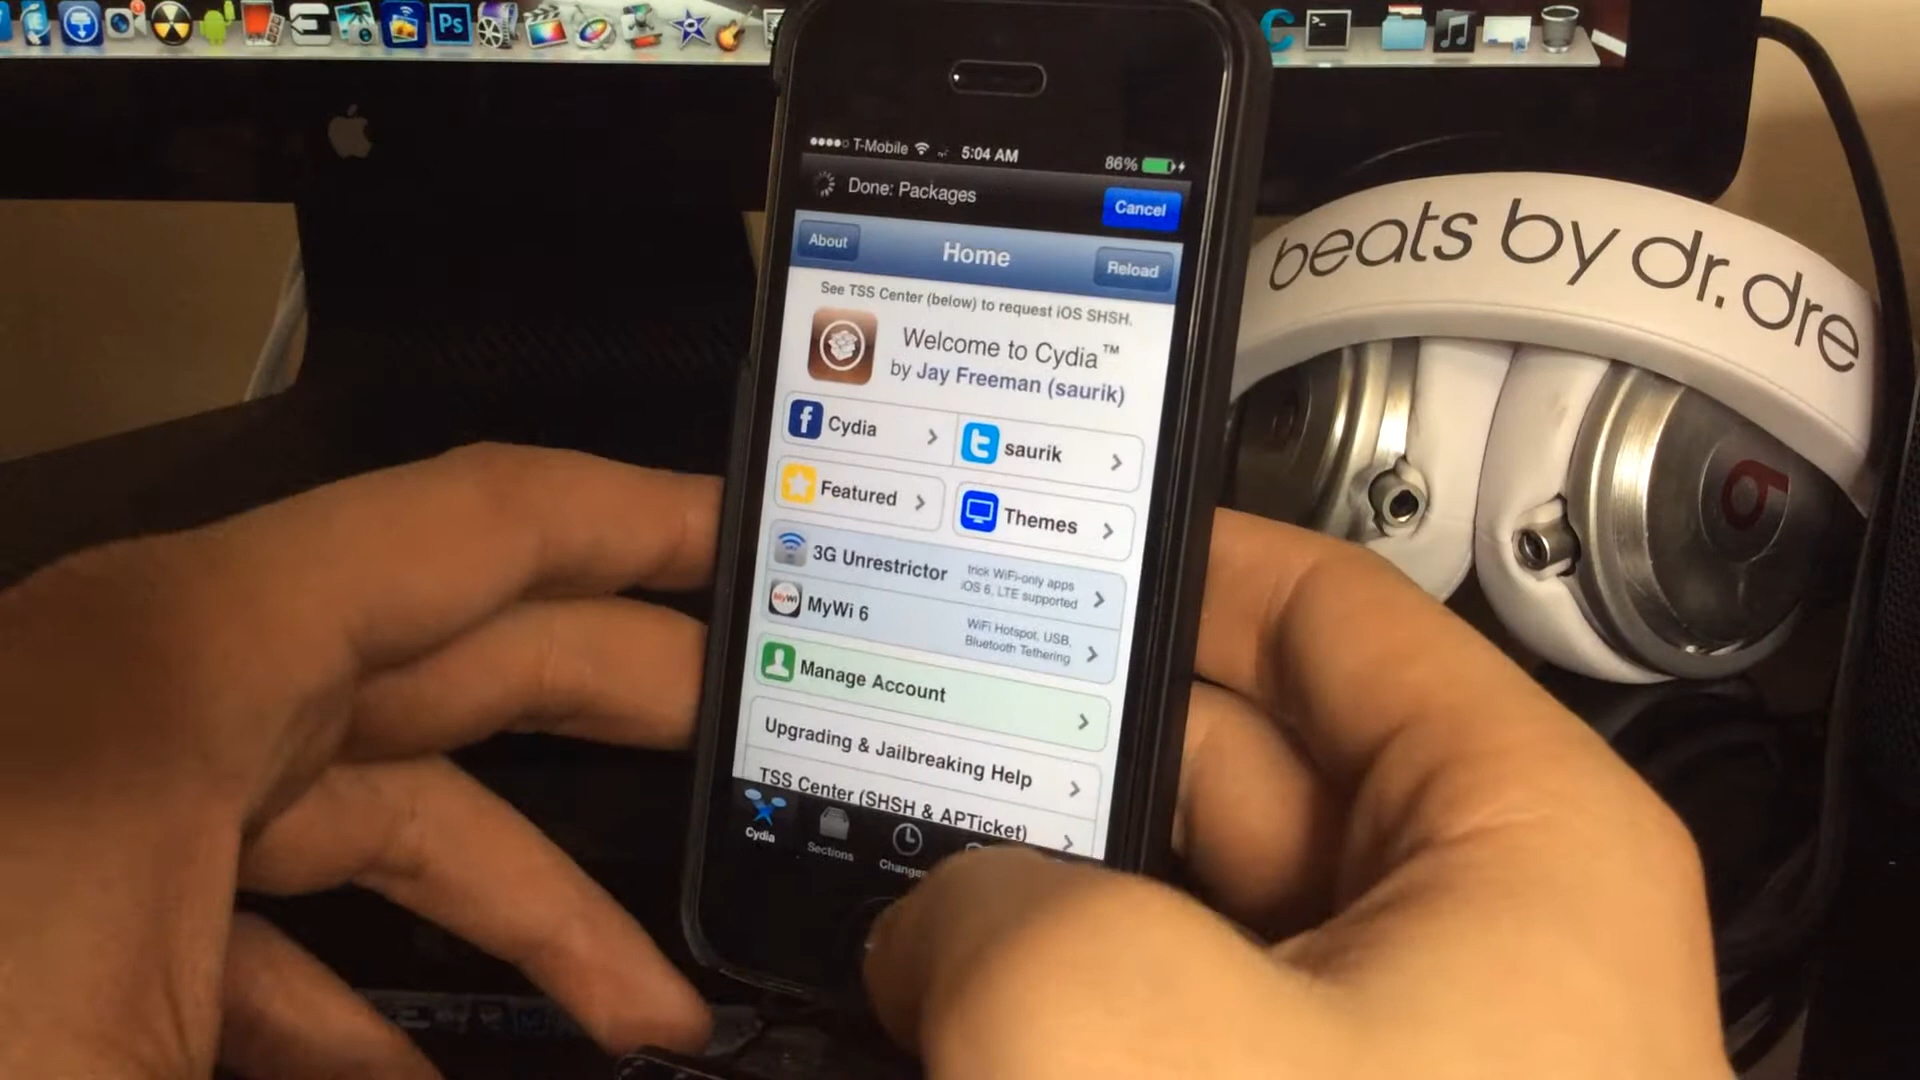 Ps
T-Mobile 5:04 AM 86%
Done: Packages Cancel
About Home Reload
See TSS Center (below) to request iOS SHSH.
Welcome to Cydia™
by Jay Freeman (saurik)
Cydia saurik
Featured Themes
3G Unrestrictor trick WiFi-only apps
iOS 6, LTE supported
MyWi
MyWi 6 WiFi Hotspot, USB,
Bluetooth Tethering
Manage Account
Upgrading & Jailbreaking Help
TSS Center (SHSH & APTicket)
Cydia Sections Changes
beats by dr. dre
b